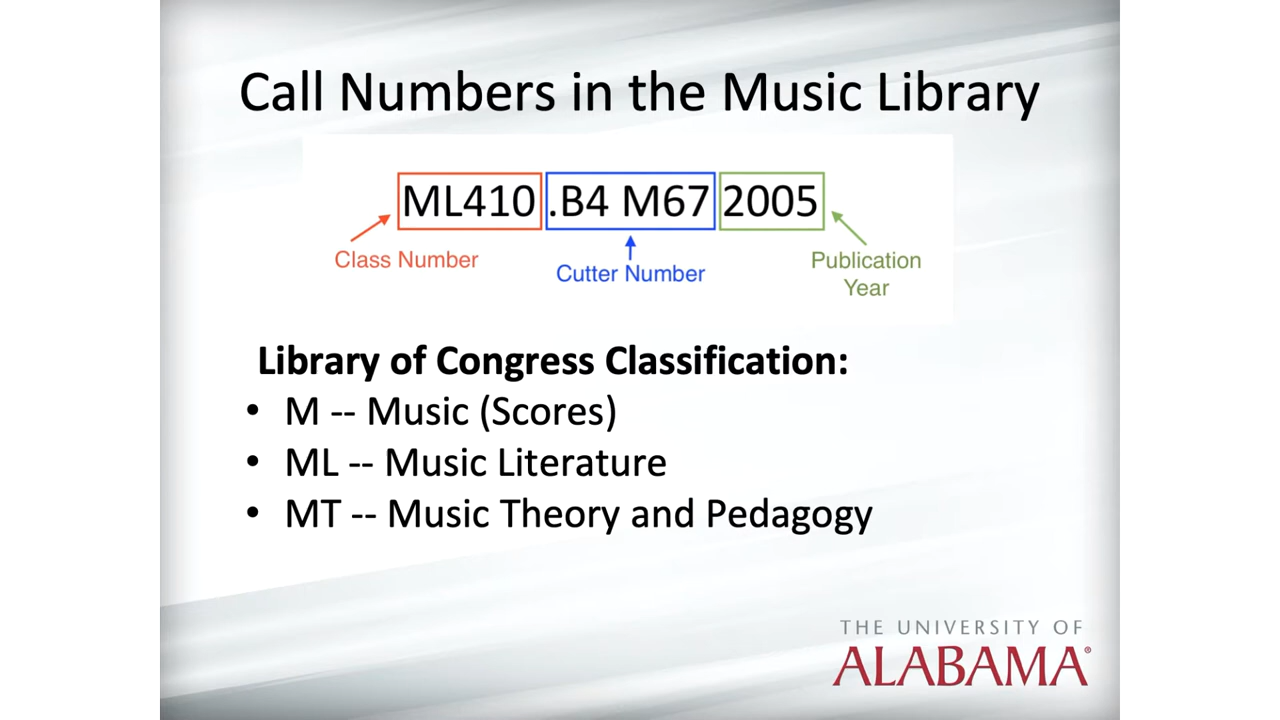 Call Numbers in the Music Library
ML410 .B4 M67 2005
Class Number
Cutter Number
Publication
Year
Library of Congress Classification:
• M -- Music (Scores)
• ML -- Music Literature
• MT -- Music Theory and Pedagogy
THE UNIVERSITY OF
ALABAMA®